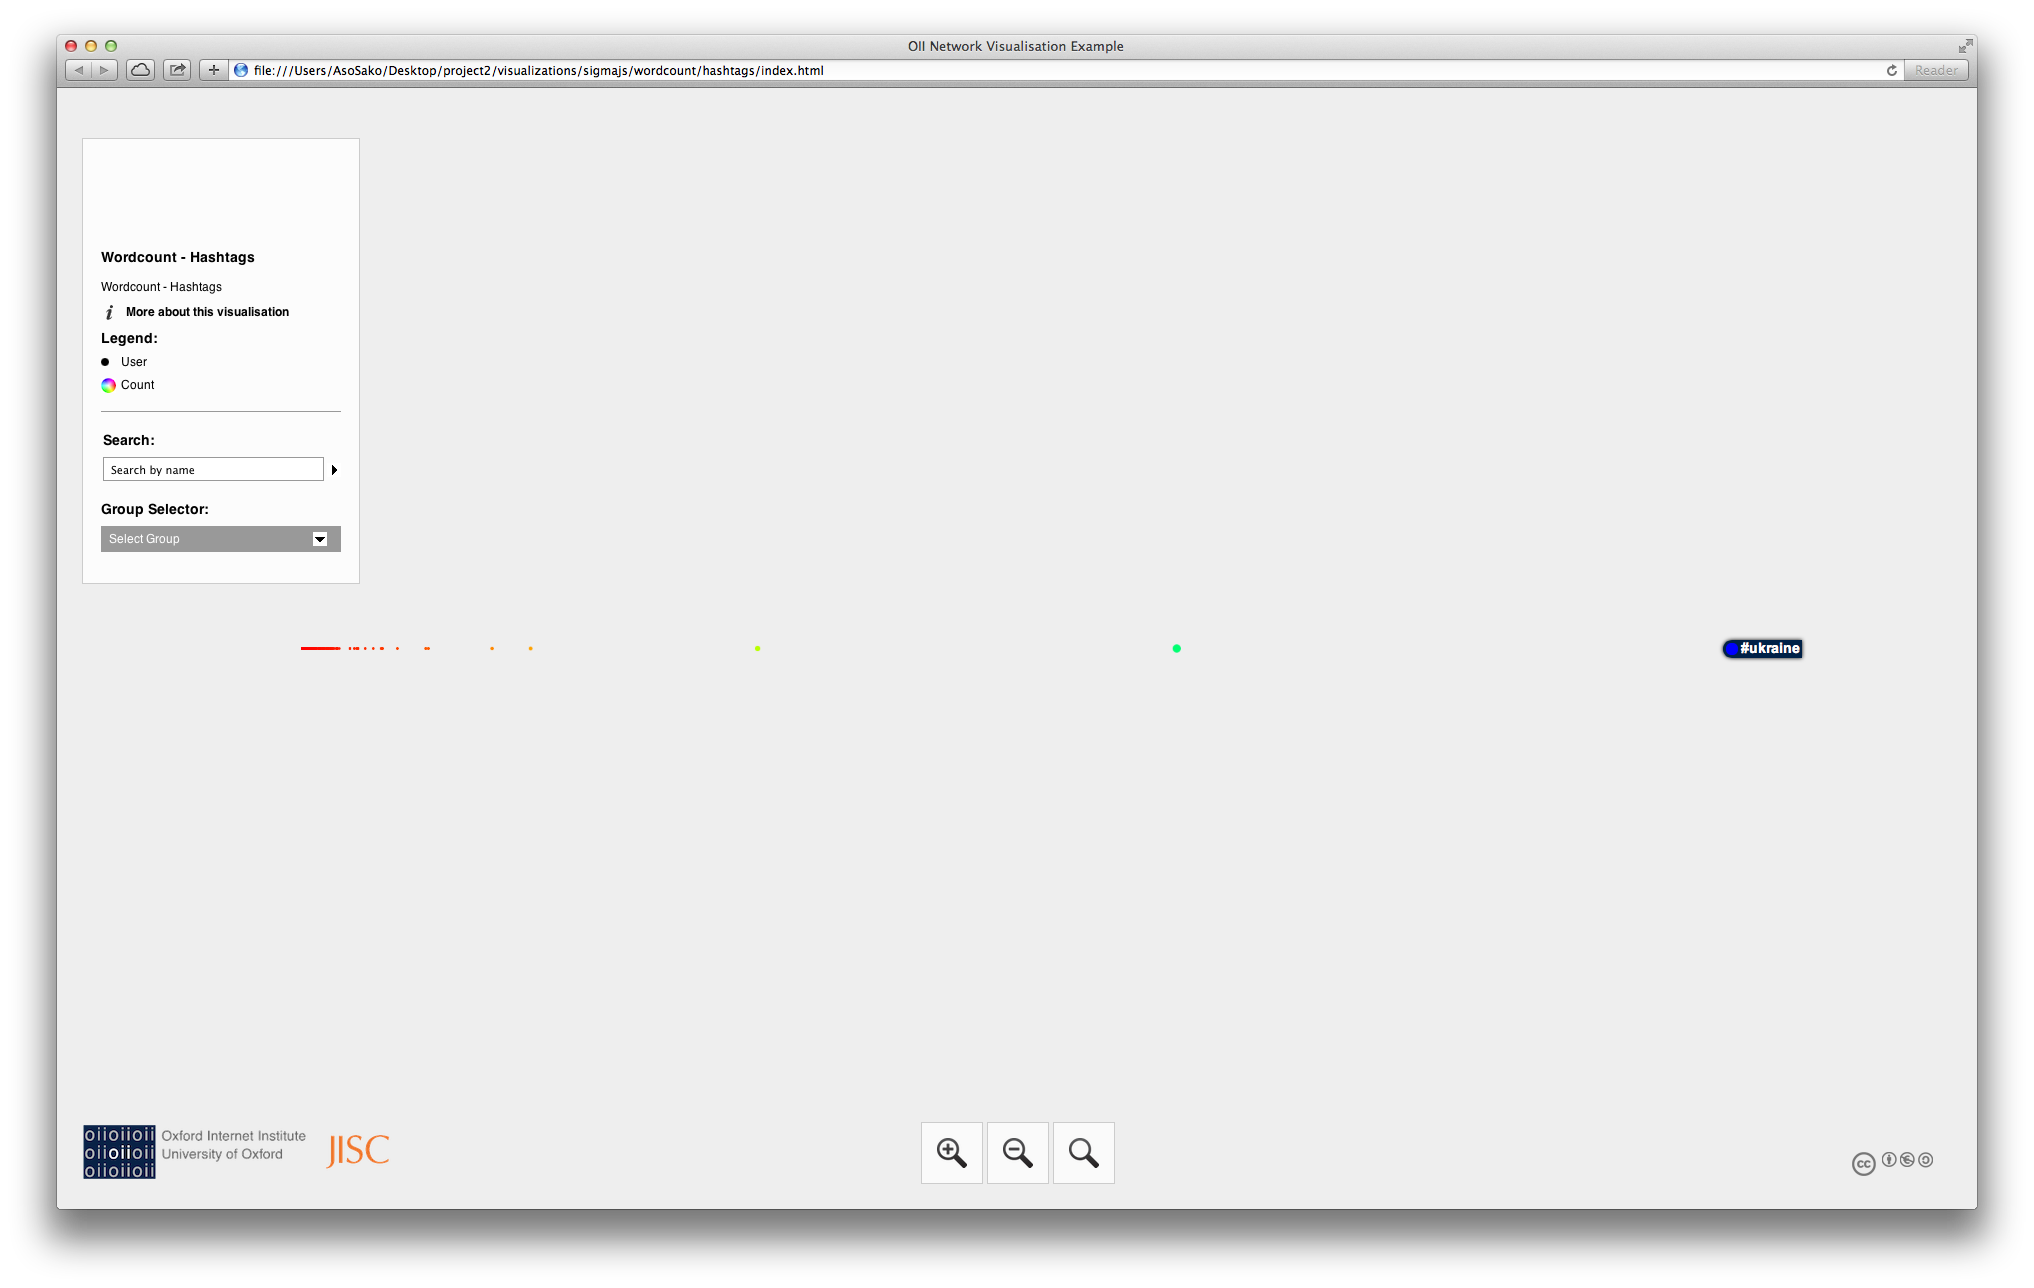 OII Network Visualisation Example
file:///Users/AsoSako/Desktop/project2/visualizations/sigmajs/wordcount/hashtags/index.html
Reader
Wordcount - Hashtags
Wordcount - Hashtags
i More about this visualisation
Legend:
User
Count
Search:
Search by name
Group Selector:
Select Group
#ukraine
oiioiioii
oiioiioii
oiioiioii
Oxford Internet Institute
University of Oxford
JISC
cc